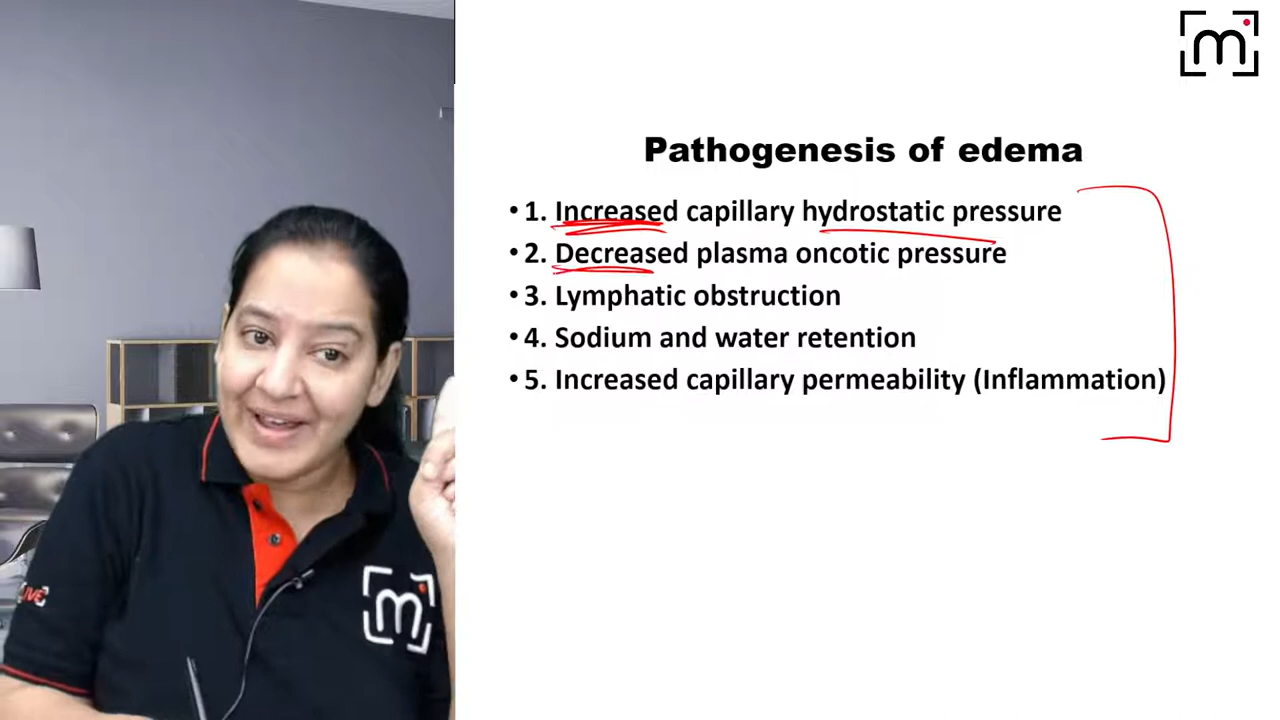 m
Pathogenesis of edema
• 1. Increased capillary hydrostatic pressure
• 2. Decreased plasma oncotic pressure
• 3. Lymphatic obstruction
• 4. Sodium and water retention
• 5. Increased capillary permeability (Inflammation)
LIVE
m